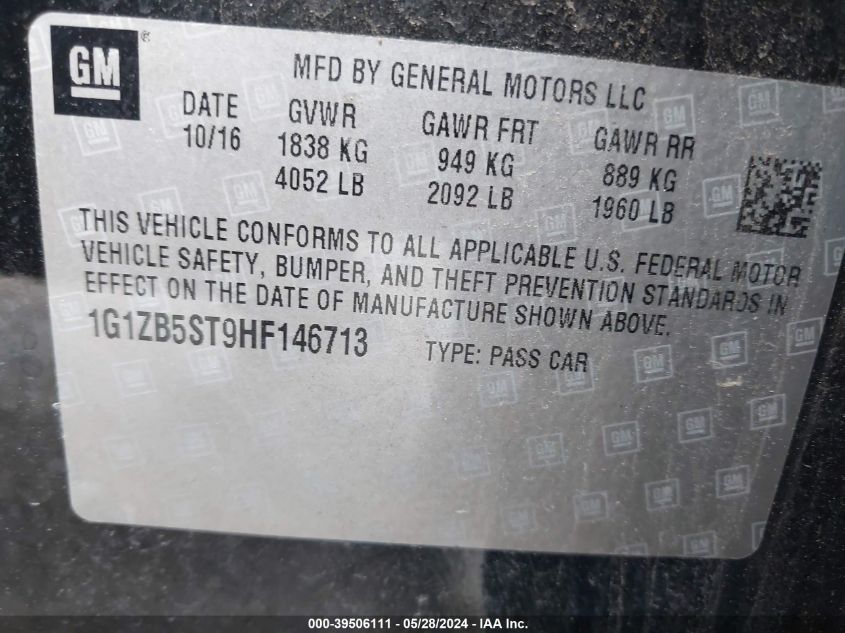 GM ®
MFD BY GENERAL MOTORS LLC
DATE GVWR GAWR FRT GAWR RR
10/16 1838 KG 949 KG 889 KG
4052 LB 2092 LB 1960 LB
THIS VEHICLE CONFORMS TO ALL APPLICABLE U.S. FEDERAL MOTOR
VEHICLE SAFETY, BUMPER, AND THEFT PREVENTION STANDARDS IN
EFFECT ON THE DATE OF MANUFACTURE SHOWN ABOVE.
1G1ZB5ST9HF146713 TYPE: PASS CAR
000-39506111 - 05/28/2024 - IAA Inc.